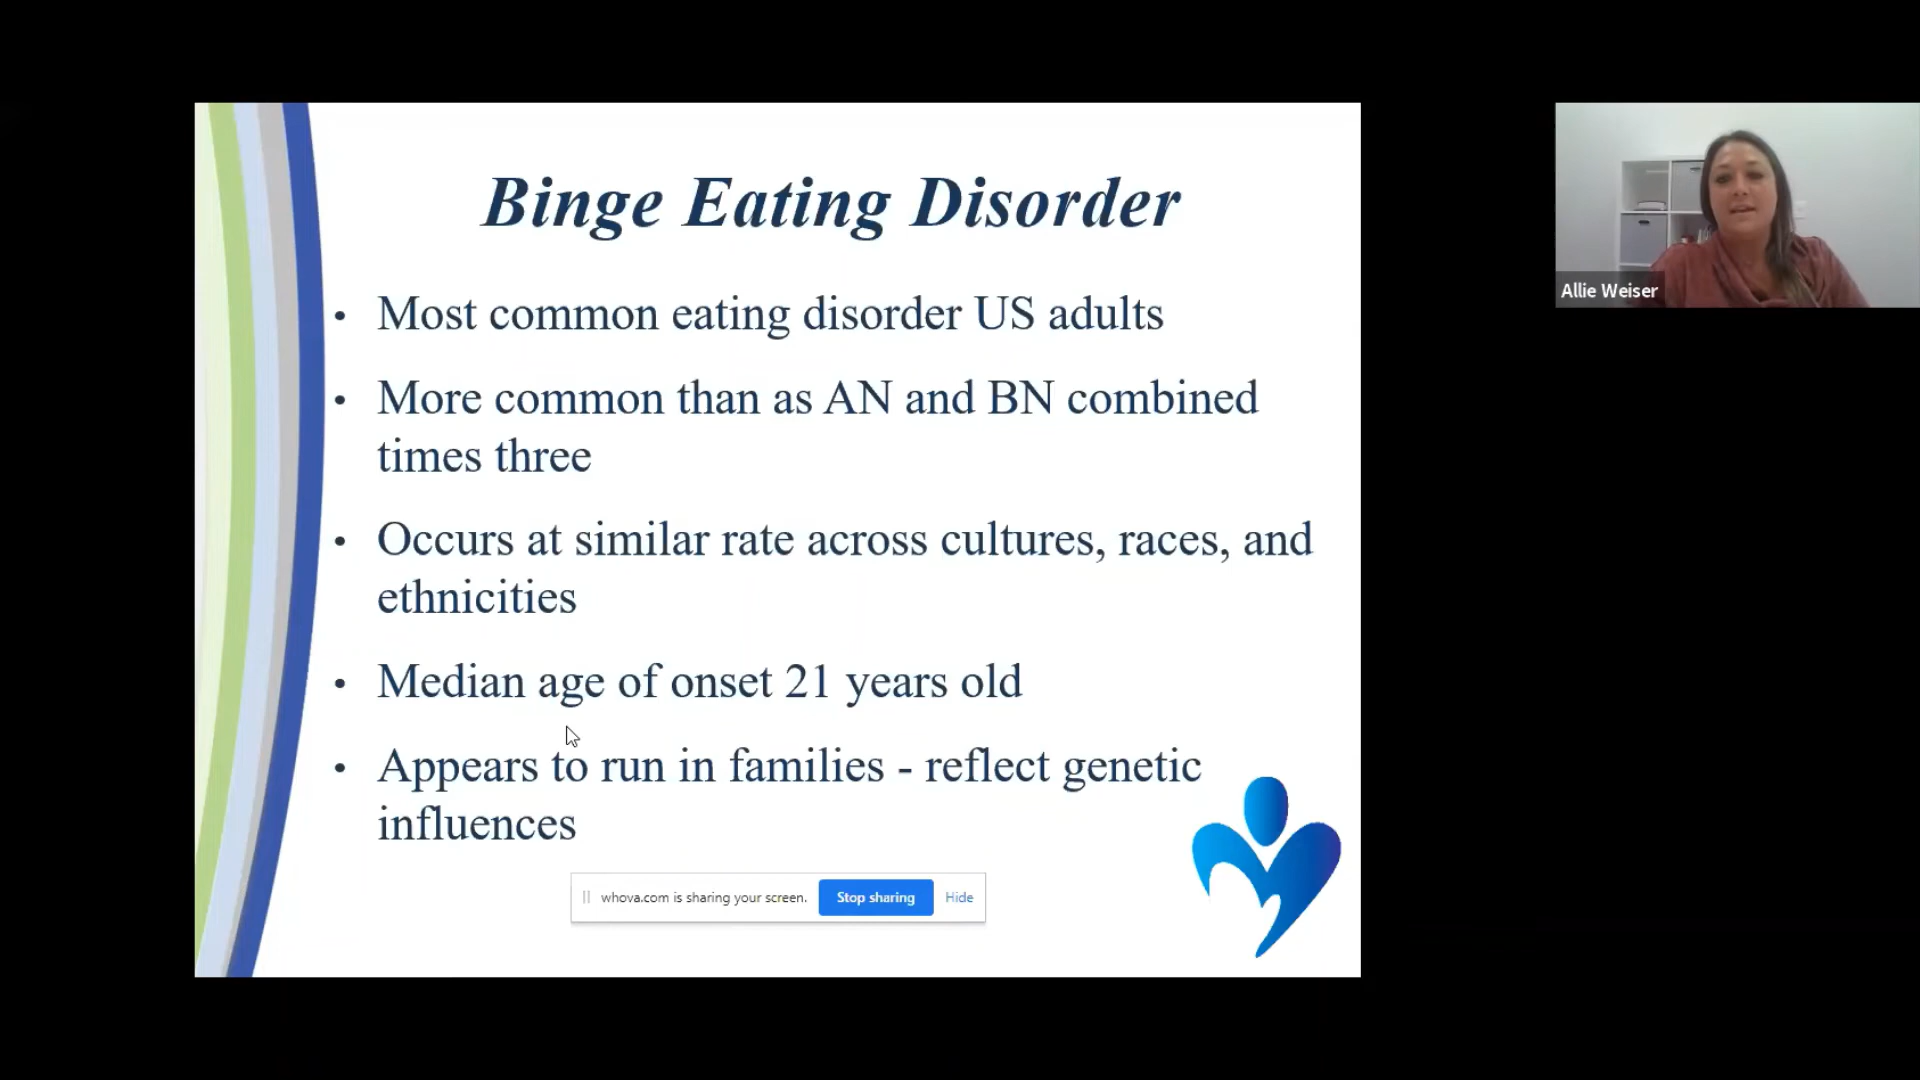 Binge Eating Disorder
• Most common eating disorder US adults
• More common than as AN and BN combined
times three
• Occurs at similar rate across cultures, races, and
ethnicities
• Median age of onset 21 years old
• Appears to run in families - reflect genetic
influences
whova.com is sharing your screen. Stop sharing Hide
Allie Weiser